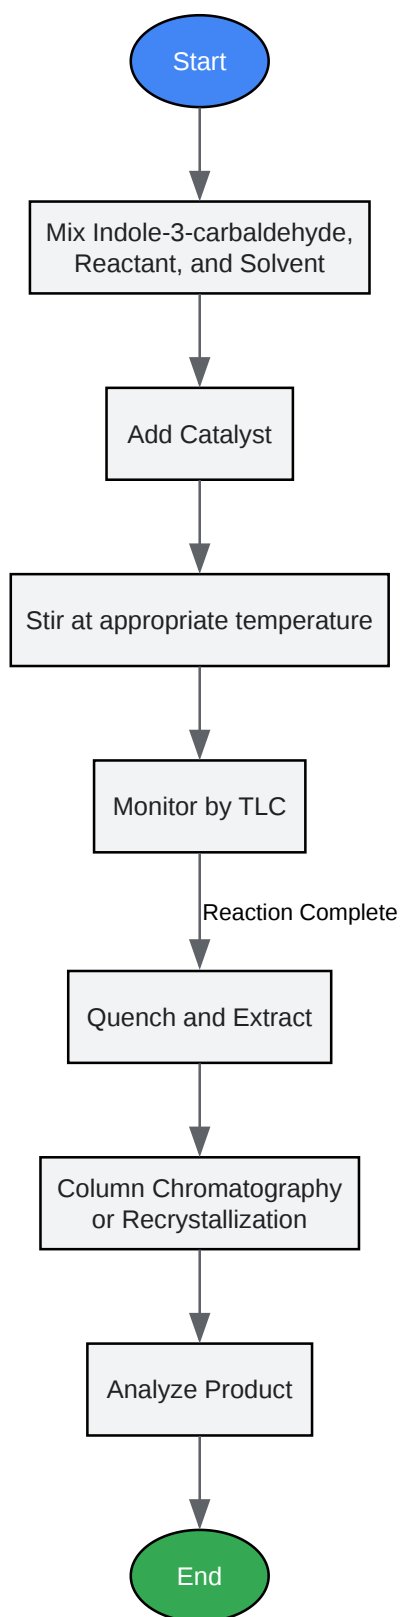 Start
Mix Indole-3-carbaldehyde,
Reactant, and Solvent
Add Catalyst
Stir at appropriate temperature
Monitor by TLC
Reaction Complete
Quench and Extract
Column Chromatography
or Recrystallization
Analyze Product
End